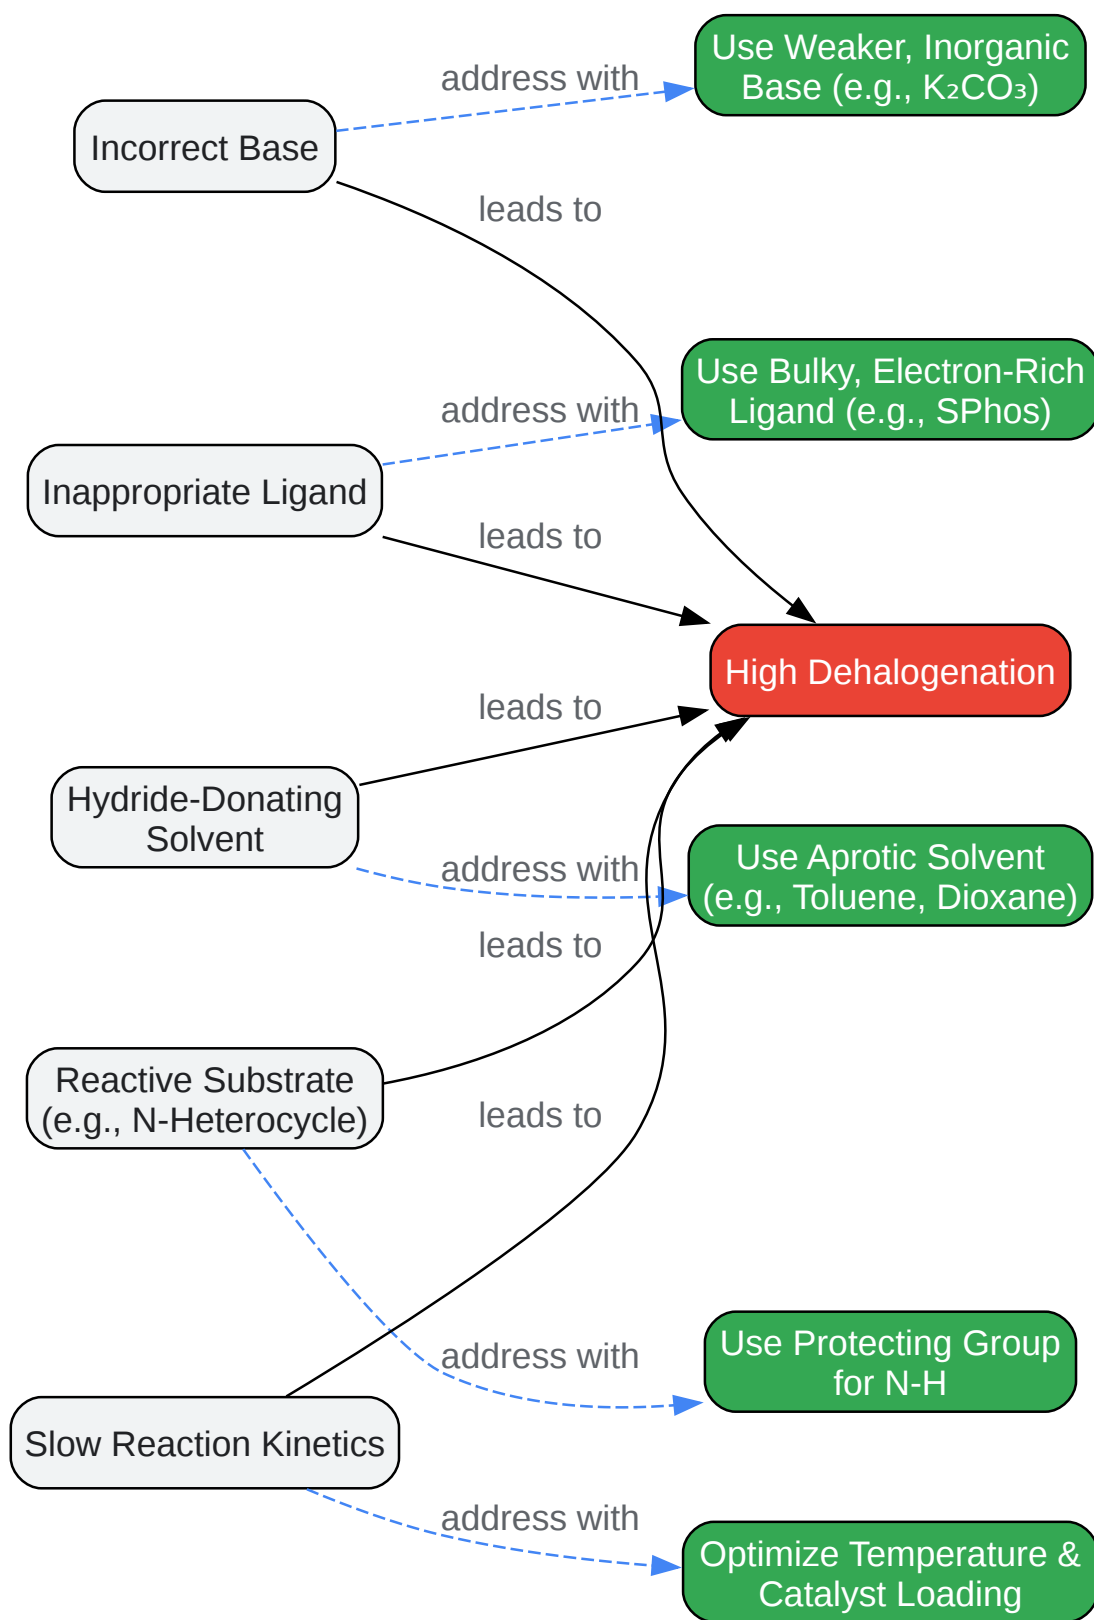 Use Weaker, Inorganic
Base (e.g., K₂CO₃)
address with
Incorrect Base
leads to
Use Bulky, Electron-Rich
Ligand (e.g., SPhos)
address with
Inappropriate Ligand
leads to
High Dehalogenation
leads to
Hydride-Donating
Solvent
address with
Use Aprotic Solvent
(e.g., Toluene, Dioxane)
leads to
Reactive Substrate
(e.g., N-Heterocycle)
leads to
Use Protecting Group
for N-H
address with
Slow Reaction Kinetics
address with
Optimize Temperature &
Catalyst Loading